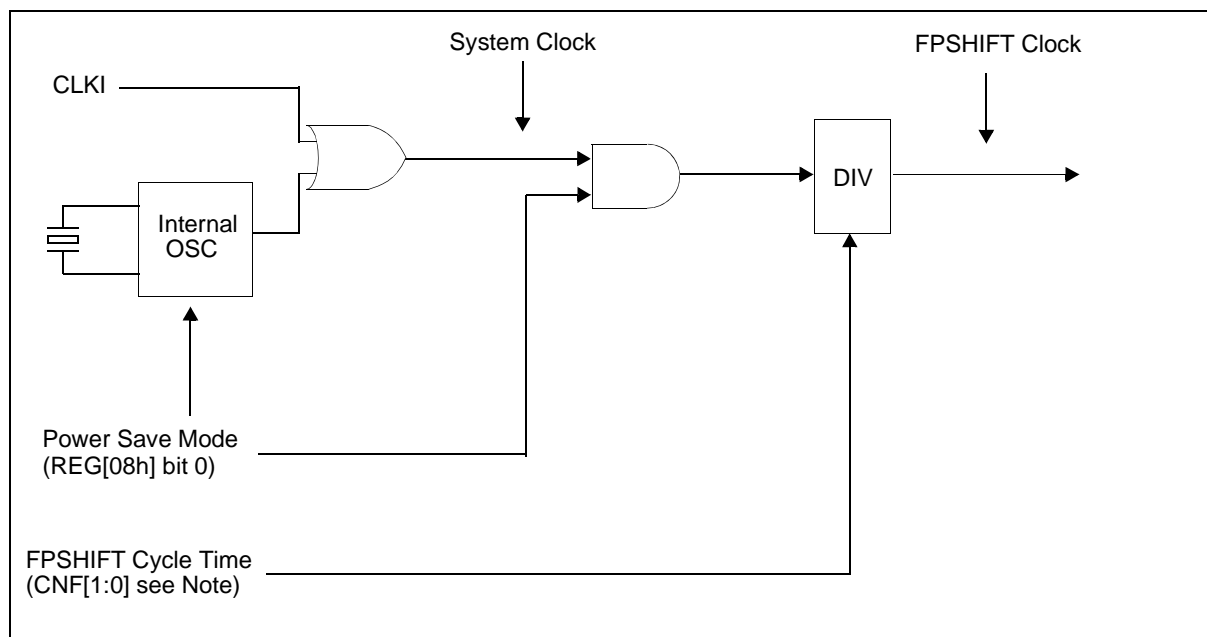 System Clock
FPSHIFT Clock
CLKI
Internal
OSC
DIV
Power Save Mode
(REG[08h] bit 0)
FPSHIFT Cycle Time
(CNF[1:0] see Note)